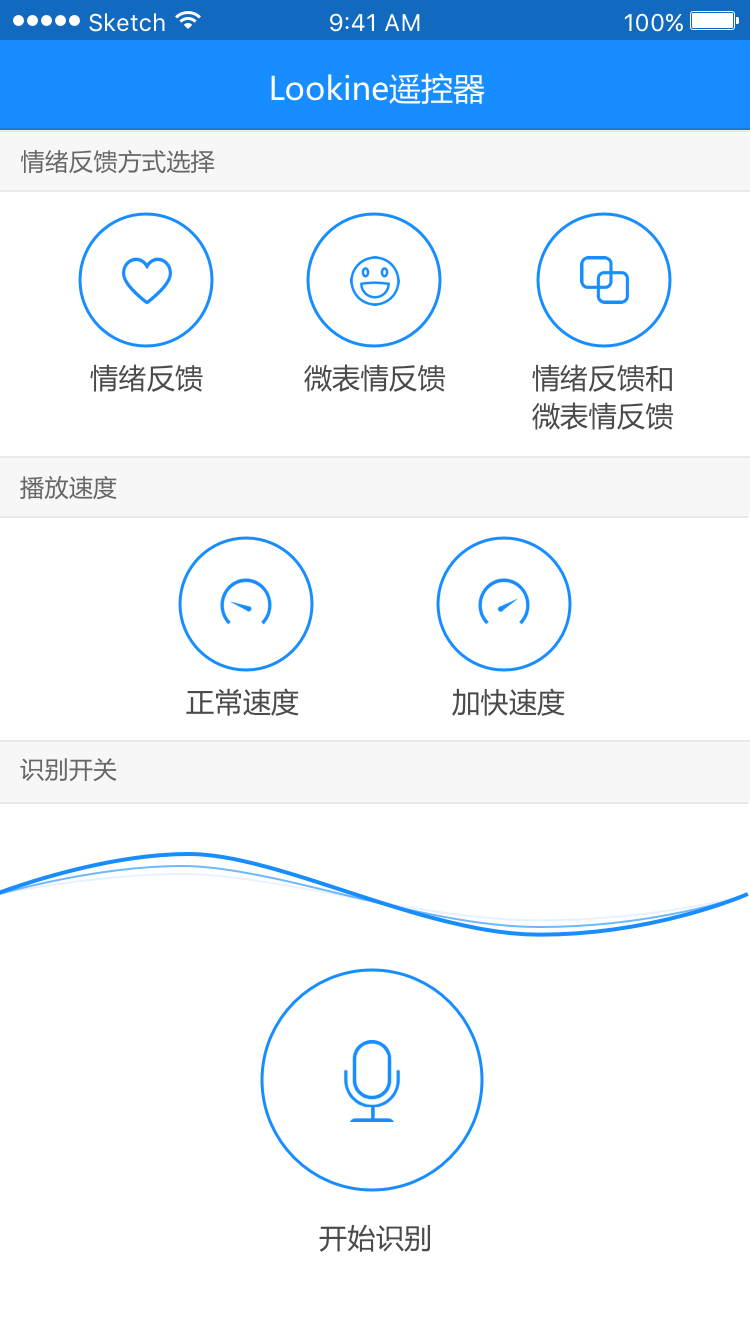 Sketch 9:41 AM 100%
Lookine遥控器
情绪反馈方式选择
情绪反馈
微表情反馈
情绪反馈和
微表情反馈
播放速度
正常速度
加快速度
识别开关
开始识别